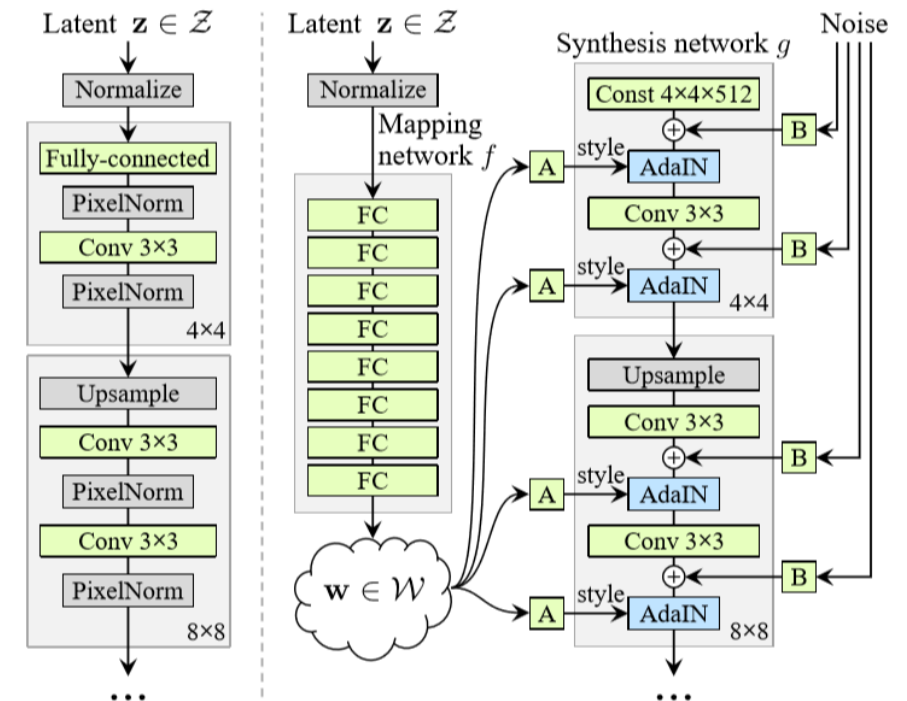 Latent z ∈ 𝒵
Normalize
Fully-connected
PixelNorm
Conv 3×3
PixelNorm
4×4
Upsample
Conv 3×3
PixelNorm
Conv 3×3
PixelNorm
8×8
...
Latent z ∈ 𝒵
Normalize
Mapping
network f
FC
FC
FC
FC
FC
FC
FC
FC
w ∈ 𝒲
Synthesis network g
Noise
Const 4×4×512
B
A
style
AdaIN
Conv 3×3
B
A
style
AdaIN
4×4
Upsample
Conv 3×3
B
A
style
AdaIN
Conv 3×3
B
A
style
AdaIN
8×8
...